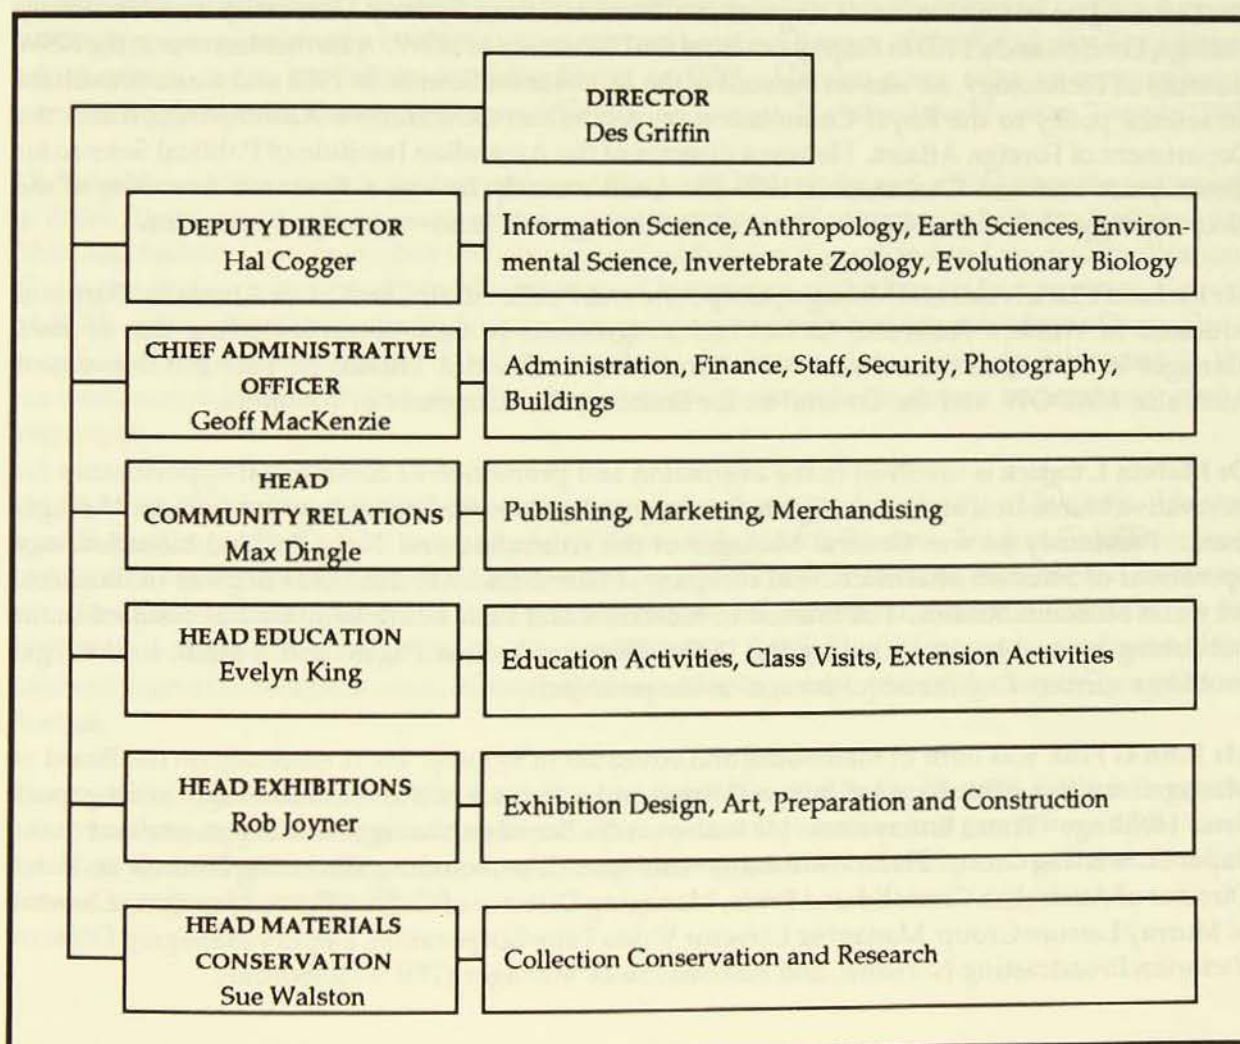 DIRECTOR
Des Griffin
DEPUTY DIRECTOR
Hal Cogger
Information Science, Anthropology, Earth Sciences, Environ-
mental Science, Invertebrate Zoology, Evolutionary Biology
CHIEF ADMINISTRATIVE
OFFICER
Geoff MacKenzie
Administration, Finance, Staff, Security, Photography,
Buildings
HEAD
COMMUNITY RELATIONS
Max Dingle
Publishing, Marketing, Merchandising
HEAD EDUCATION
Evelyn King
Education Activities, Class Visits, Extension Activities
HEAD EXHIBITIONS
Rob Joyner
Exhibition Design, Art, Preparation and Construction
HEAD MATERIALS
CONSERVATION
Sue Walston
Collection Conservation and Research